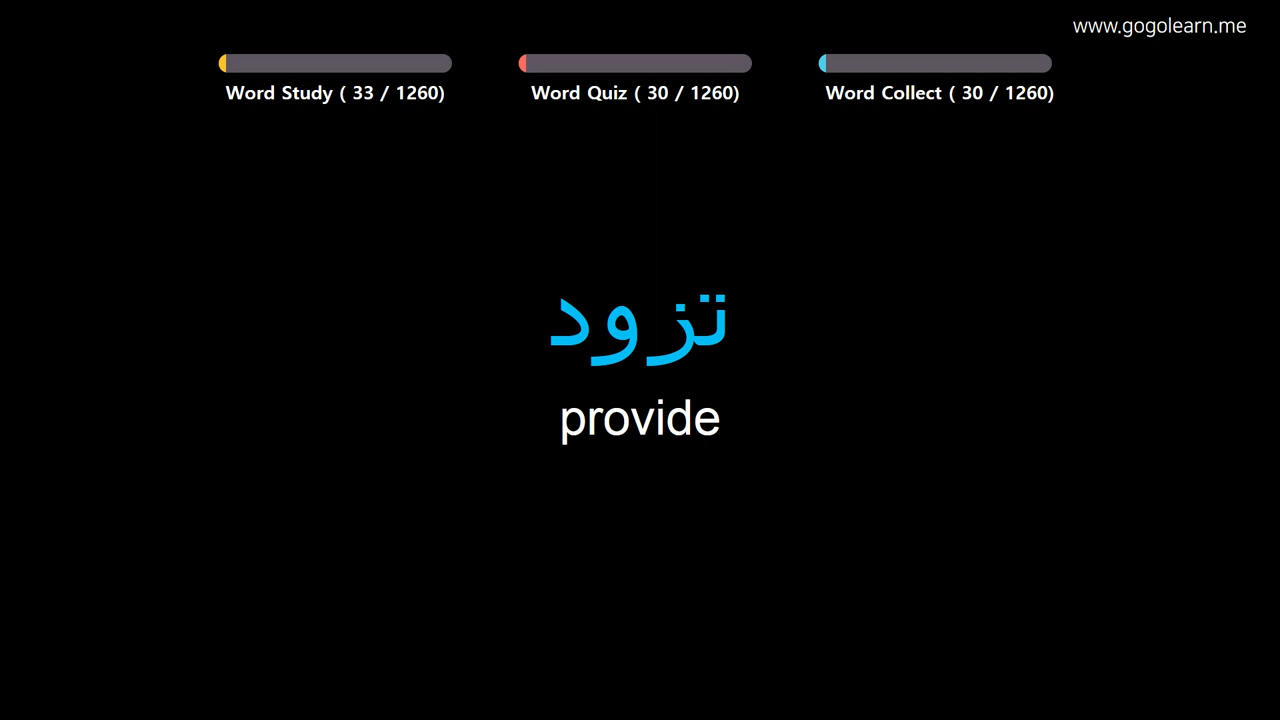 www.gogolearn.me
Word Study ( 33 / 1260)
Word Quiz ( 30 / 1260)
Word Collect ( 30 / 1260)
تزود
provide